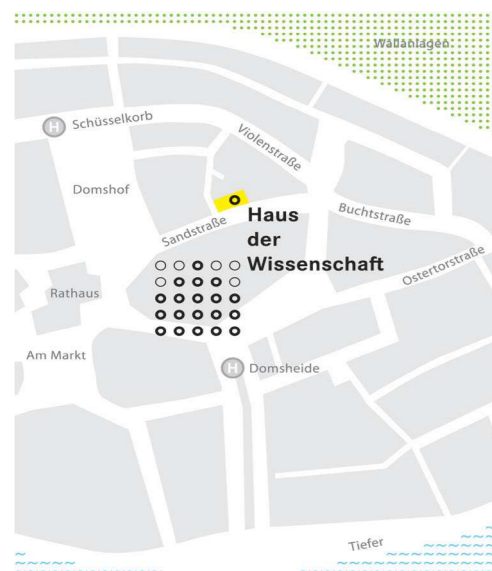 Wallanlagen
H Schüsselkorb
Violenstraße
Domshof
Haus
der
Wissenschaft
Buchtstraße
Sandstraße
Ostertorstraße
Rathaus
Am Markt
H Domsheide
Tiefer